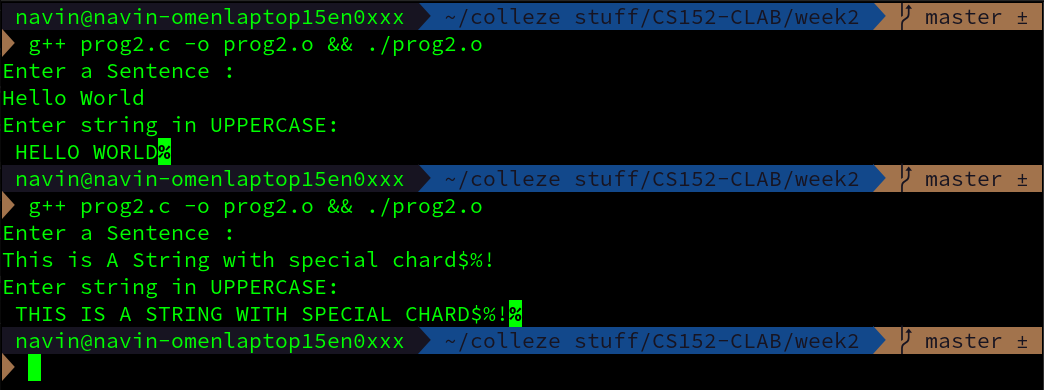 navin@navin-omenlaptop15en0xxx ~/colleze stuff/CS152-CLAB/week2 master ±
g++ prog2.c -o prog2.o && ./prog2.o
Enter a Sentence :
Hello World
Enter string in UPPERCASE:
HELLO WORLD%
navin@navin-omenlaptop15en0xxx ~/colleze stuff/CS152-CLAB/week2 master ±
g++ prog2.c -o prog2.o && ./prog2.o
Enter a Sentence :
This is A String with special chard$%!
Enter string in UPPERCASE:
THIS IS A STRING WITH SPECIAL CHARD$%!%
navin@navin-omenlaptop15en0xxx ~/colleze stuff/CS152-CLAB/week2 master ±